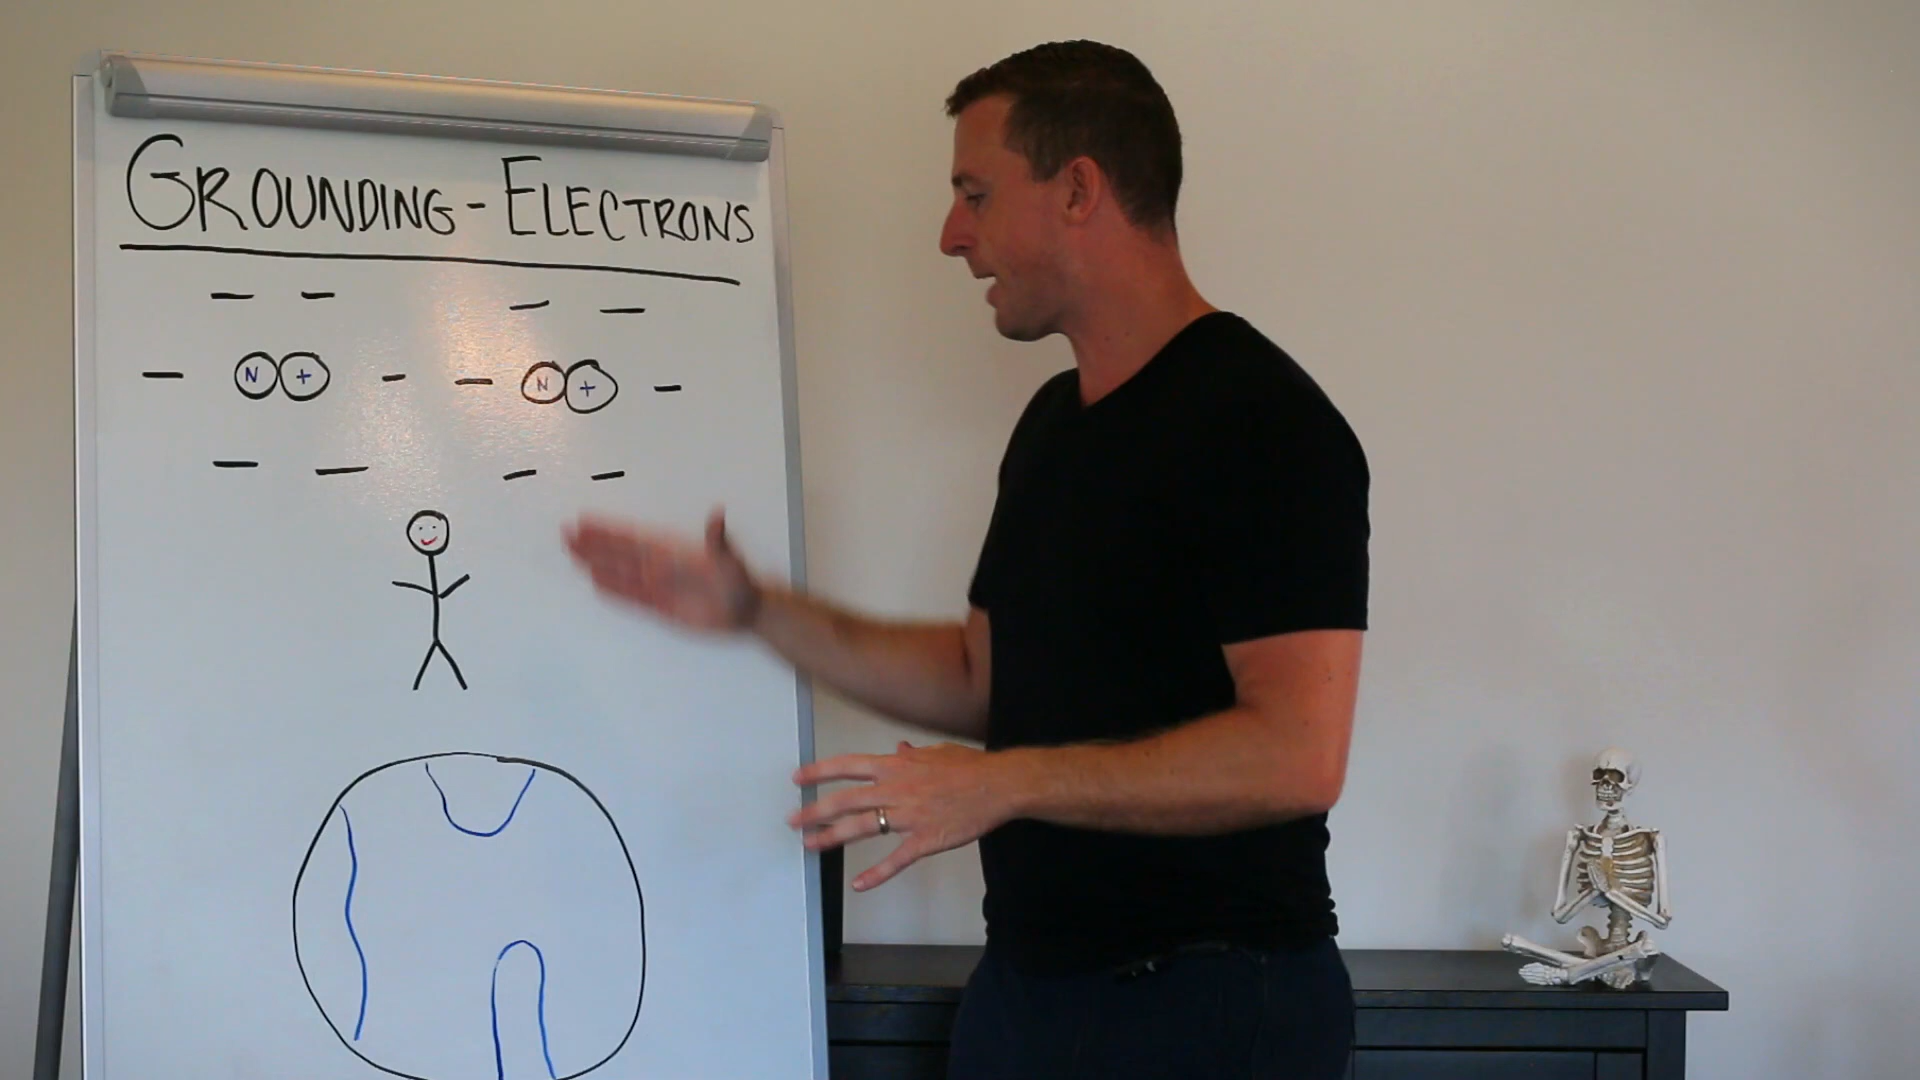 GROUNDING - ELECTRONS
– – – –
– N + – – N + –
– – – –